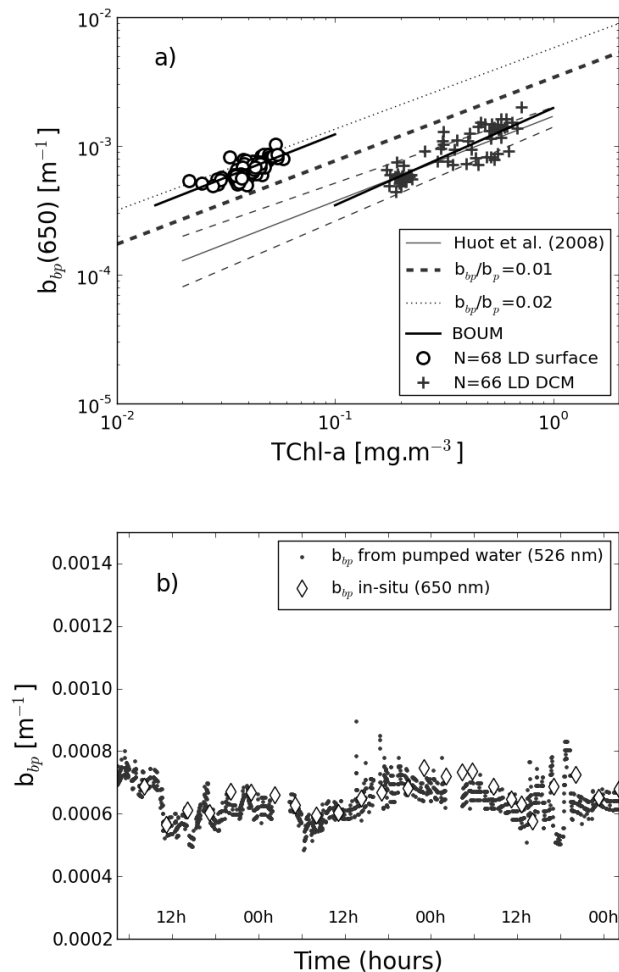 10⁻²
a)
10⁻³
10⁻⁴
10⁻⁵
b_bp(650) [m⁻¹]
Huot et al. (2008)
b_bp/b_p=0.01
b_bp/b_p=0.02
BOUM
N=68 LD surface
N=66 LD DCM
10⁻² 10⁻¹ 10⁰
TChl-a [mg.m⁻³]
0.0014
b_bp from pumped water (526 nm)
b_bp in-situ (650 nm)
b)
0.0012
0.0010
0.0008
0.0006
0.0004
0.0002
b_bp [m⁻¹]
12h 00h 12h 00h 12h 00h
Time (hours)